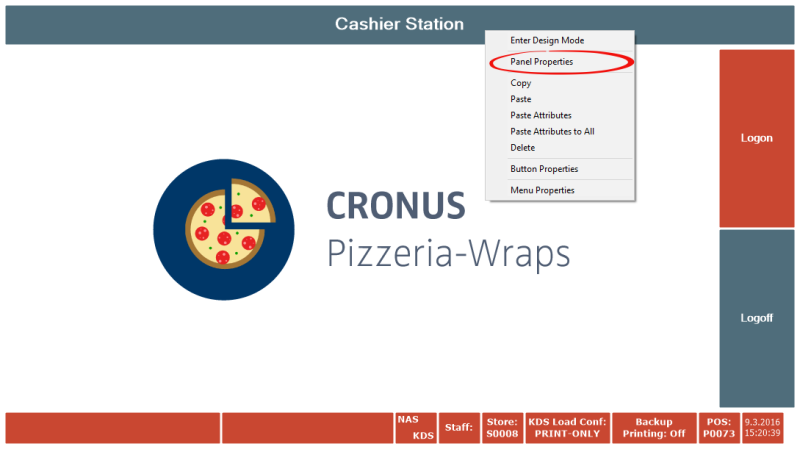 Cashier Station
Enter Design Mode
Panel Properties
Copy
Paste
Paste Attributes
Paste Attributes to All
Delete
Button Properties
Menu Properties
Logon
CRONUS
Pizzeria-Wraps
Logoff
NAS
KDS
Staff:
Store:
S0008
KDS Load Conf:
PRINT-ONLY
Backup
Printing: Off
POS:
P0073
9.3.2016
15:20:39